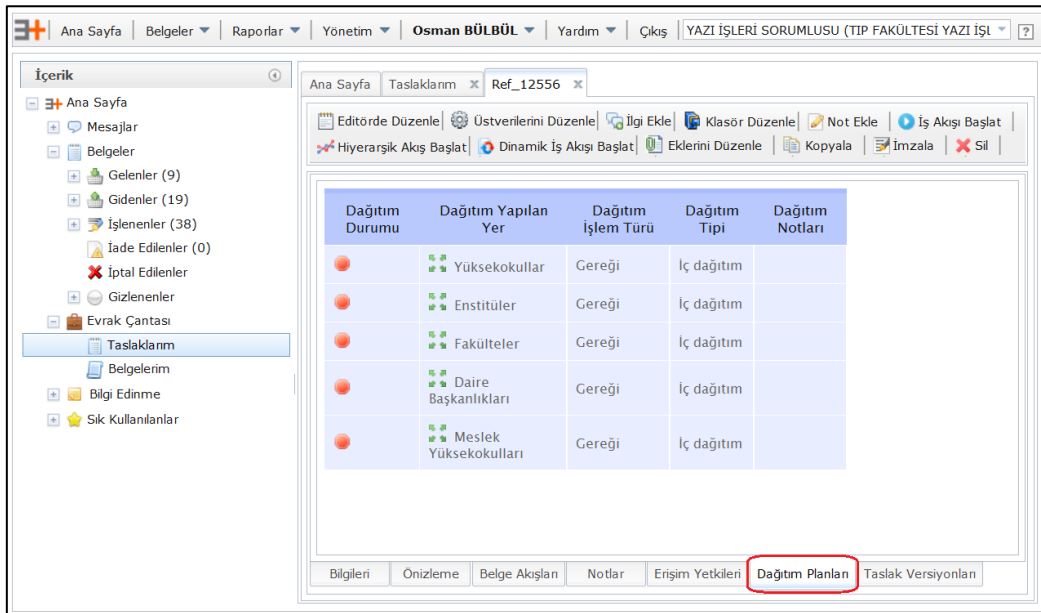 Ana Sayfa Belgeler Raporlar Yönetim Osman BÜLBÜL Yardım Çıkış YAZI İŞLERİ SORUMLUSU (TIP FAKÜLTESİ YAZI İŞL ?
İçerik
Ana Sayfa
Mesajlar
Belgeler
Gelenler (9)
Gidenler (19)
İşlenenler (38)
İade Edilenler (0)
İptal Edilenler
Gizlenenler
Evrak Çantası
Taslaklarım
Belgelerim
Bilgi Edinme
Sık Kullanılanlar
Ana Sayfa Taslaklarım x Ref_12556 x
Editörde Düzenle Üstverilerini Düzenle İlgi Ekle Klasör Düzenle Not Ekle İş Akışı Başlat
Hiyerarşik Akış Başlat Dinamik İş Akışı Başlat Eklerini Düzenle Kopyala İmzala Sil
Dağıtım Dağıtım Yapılan Dağıtım Dağıtım Dağıtım
Durumu Yer İşlem Türü Tipi Notları
Yüksekokullar Gereği İç dağıtım
Enstitüler Gereği İç dağıtım
Fakülteler Gereği İç dağıtım
Daire
Başkanlıkları Gereği İç dağıtım
Meslek
Yüksekokulları Gereği İç dağıtım
Bilgileri Önizleme Belge Akışları Notlar Erişim Yetkileri Dağıtım Planları Taslak Versiyonları